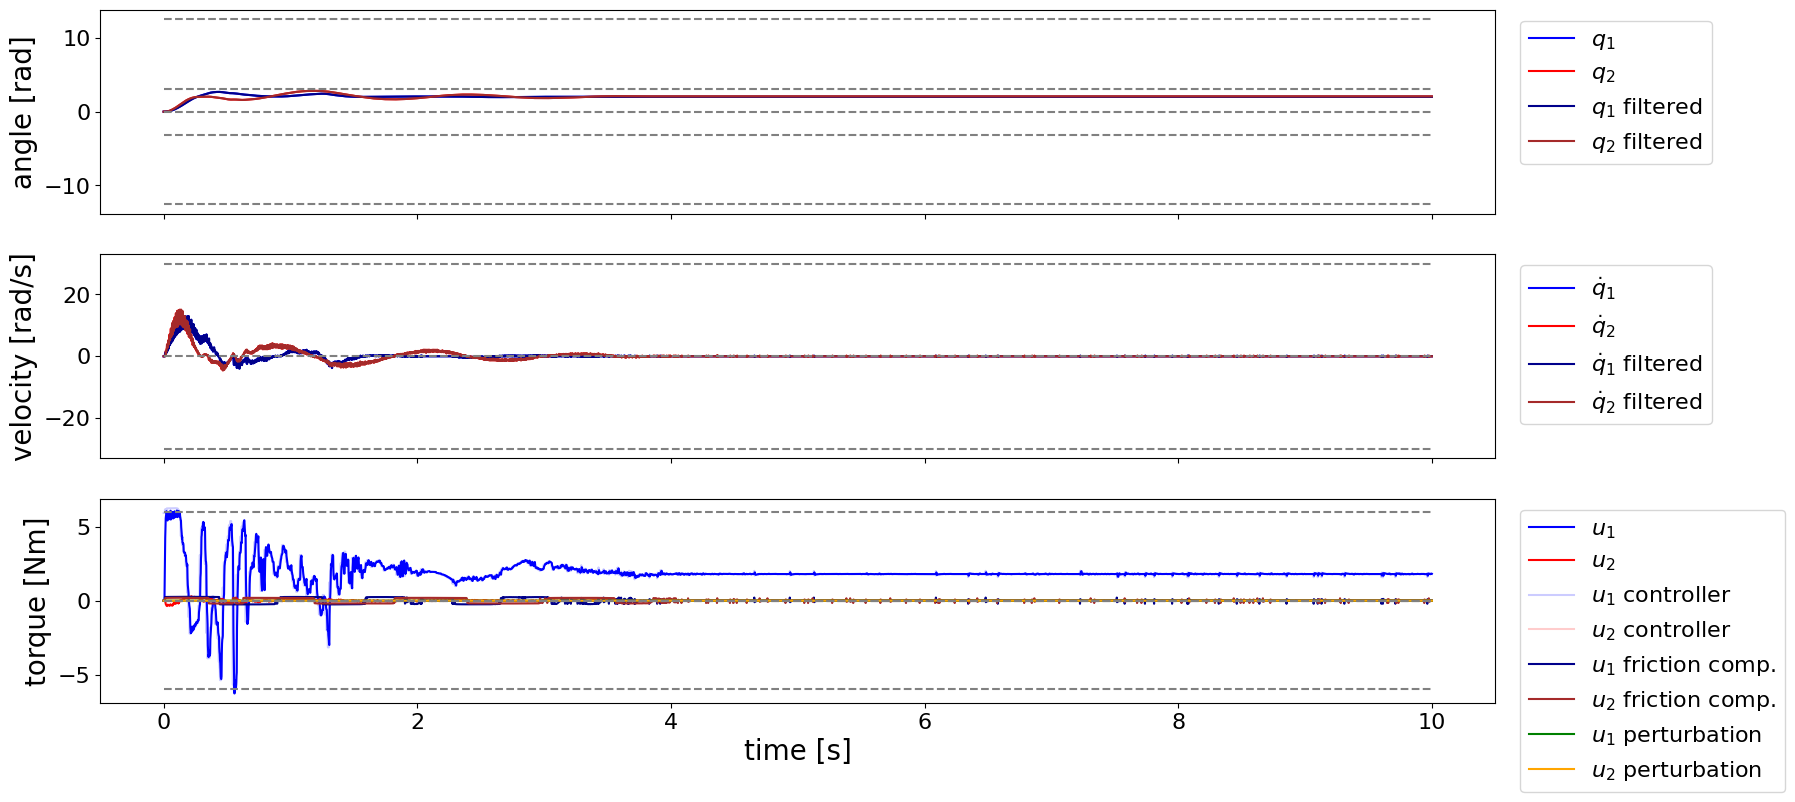 angle [rad]
10
0
−10
q₁
q₂
q₁ filtered
q₂ filtered
velocity [rad/s]
20
0
−20
q̇₁
q̇₂
q̇₁ filtered
q̇₂ filtered
torque [Nm]
5
0
−5
0 2 4 6 8 10
time [s]
u₁
u₂
u₁ controller
u₂ controller
u₁ friction comp.
u₂ friction comp.
u₁ perturbation
u₂ perturbation